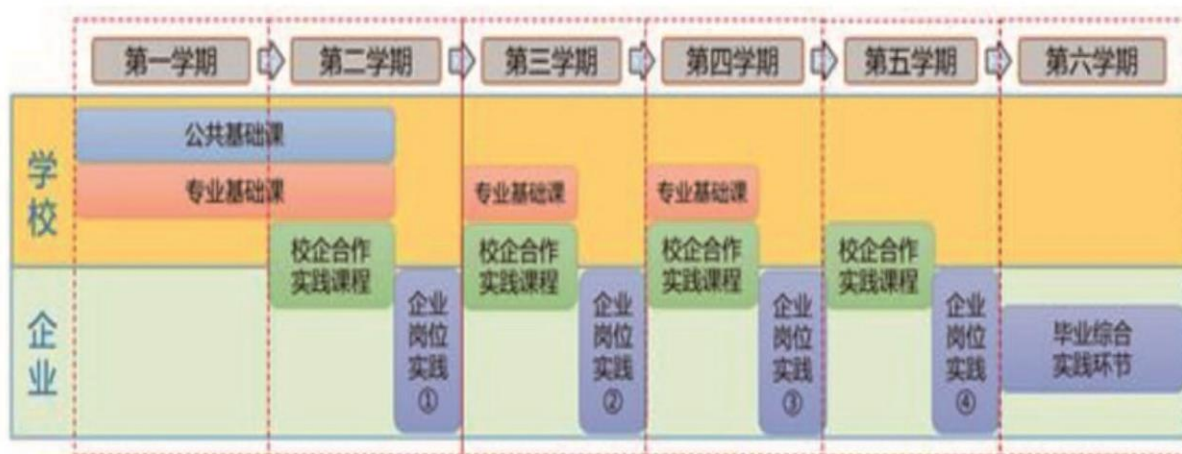 第一学期
第二学期
第三学期
第四学期
第五学期
第六学期
学校
公共基础课
专业基础课
专业基础课
专业基础课
校企合作
实践课程
校企合作
实践课程
校企合作
实践课程
校企合作
实践课程
企业
企业
岗位
实践
①
企业
岗位
实践
②
企业
岗位
实践
③
企业
岗位
实践
④
毕业综合
实践环节